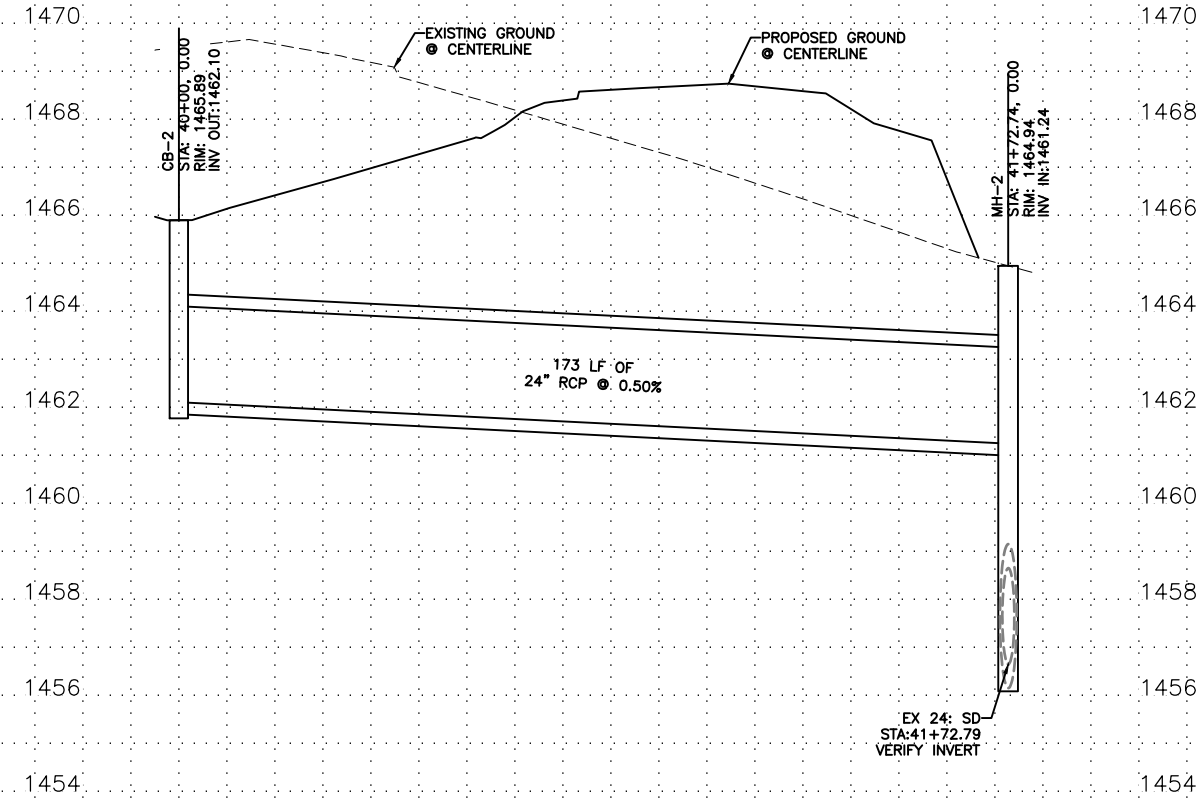 1470
1470
EXISTING GROUND
@ CENTERLINE
PROPOSED GROUND
@ CENTERLINE
1468
1468
CB-2
STA: 40+00, 0.00
RIM: 1465.89
INV OUT:1462.10
MH-2
STA: 41+72.74, 0.00
RIM: 1464.94
INV IN:1461.24
1466
1466
1464
1464
173 LF OF
24" RCP @ 0.50%
1462
1462
1460
1460
1458
1458
1456
1456
EX 24: SD
STA:41+72.79
VERIFY INVERT
1454
1454